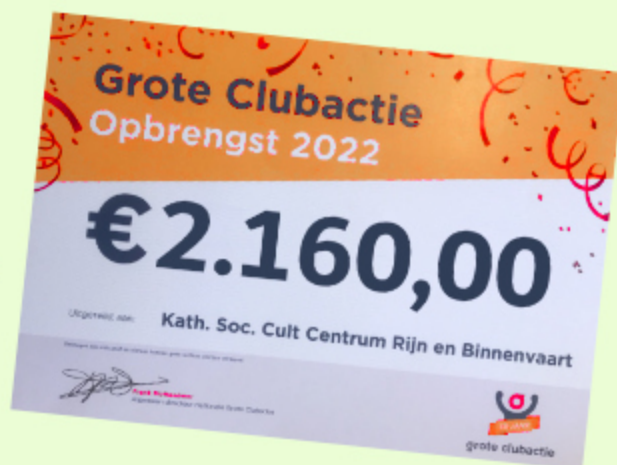 Grote Clubactie
Opbrengst 2022
€2.160,00
Uitgereikt aan:
Kath. Soc. Cult Centrum Rijn en Binnenvaart
grote clubactie